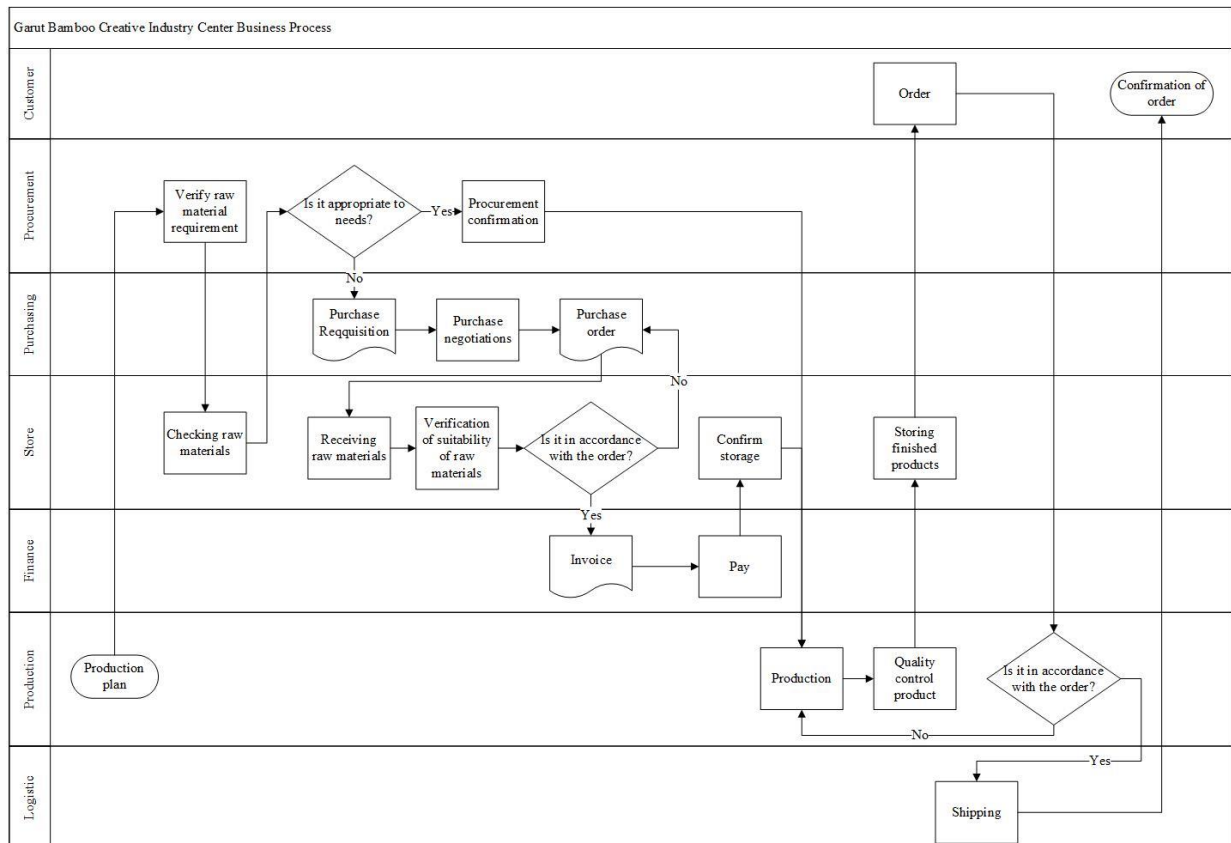 Garut Bamboo Creative Industry Center Business Process
Customer
Order
Confirmation of
order
Procurement
Verify raw
material
requirement
Is it appropriate to
needs?
Yes
Procurement
confirmation
No
Purchasing
Purchase
Reqquisition
Purchase
negotiations
Purchase
order
No
Store
Checking raw
materials
Receiving
raw materials
Verification
of suitability
of raw
materials
Is it in accordance
with the order?
Confirm
storage
Storing
finished
products
Yes
Finance
Invoice
Pay
Production
Production
plan
Production
Quality
control
product
Is it in accordance
with the order?
No
Yes
Logistic
Shipping